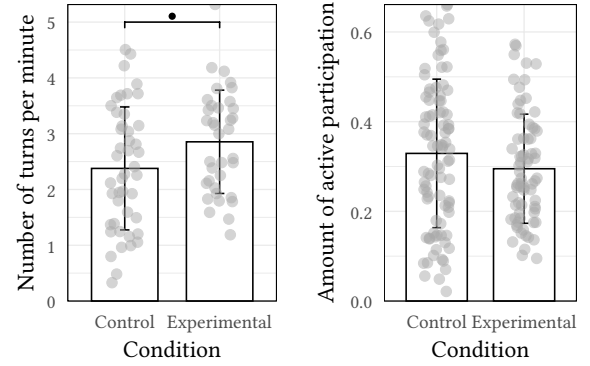 Number of turns per minute
5
4
3
2
1
0
Control Experimental
Condition
Amount of active participation
0.6
0.4
0.2
0.0
Control Experimental
Condition